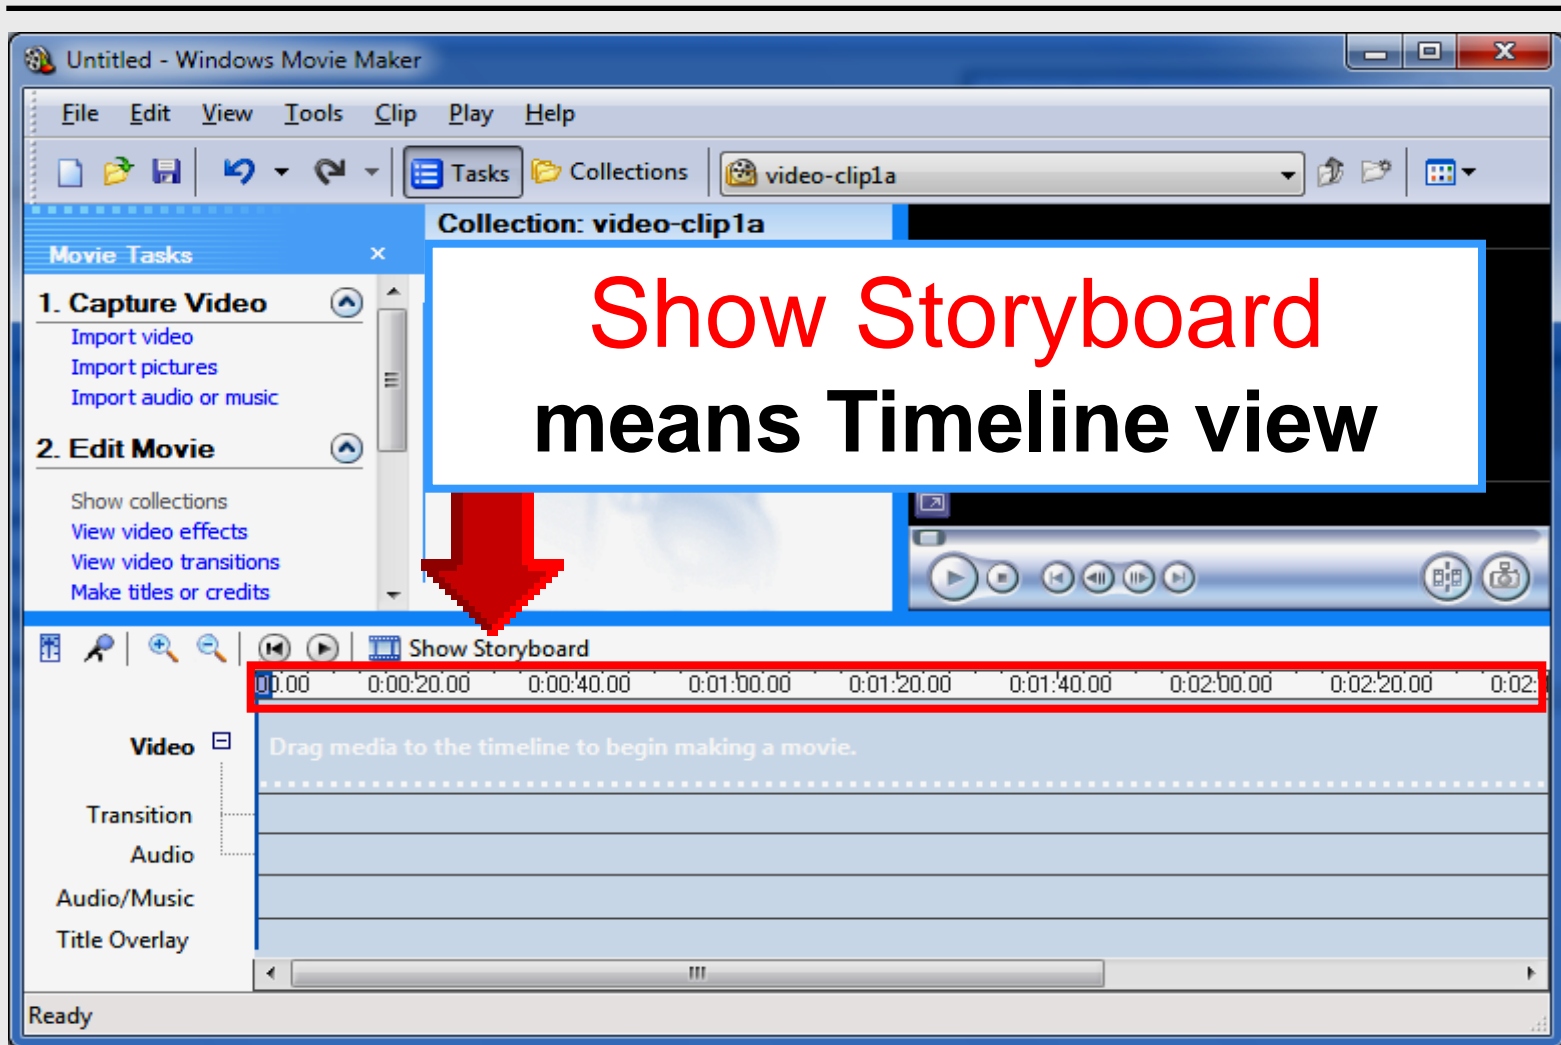 Untitled - Windows Movie Maker
File Edit View Tools Clip Play Help
Tasks Collections video-clip1a
Collection: video-clip1a
Movie Tasks
1. Capture Video
Import video
Import pictures
Import audio or music
2. Edit Movie
Show collections
View video effects
View video transitions
Make titles or credits
Show Storyboard
means Timeline view
Show Storyboard
00.00 0:00:20.00 0:00:40.00 0:01:00.00 0:01:20.00 0:01:40.00 0:02:00.00 0:02:20.00 0:02:
Video Drag media to the timeline to begin making a movie.
Transition
Audio
Audio/Music
Title Overlay
Ready